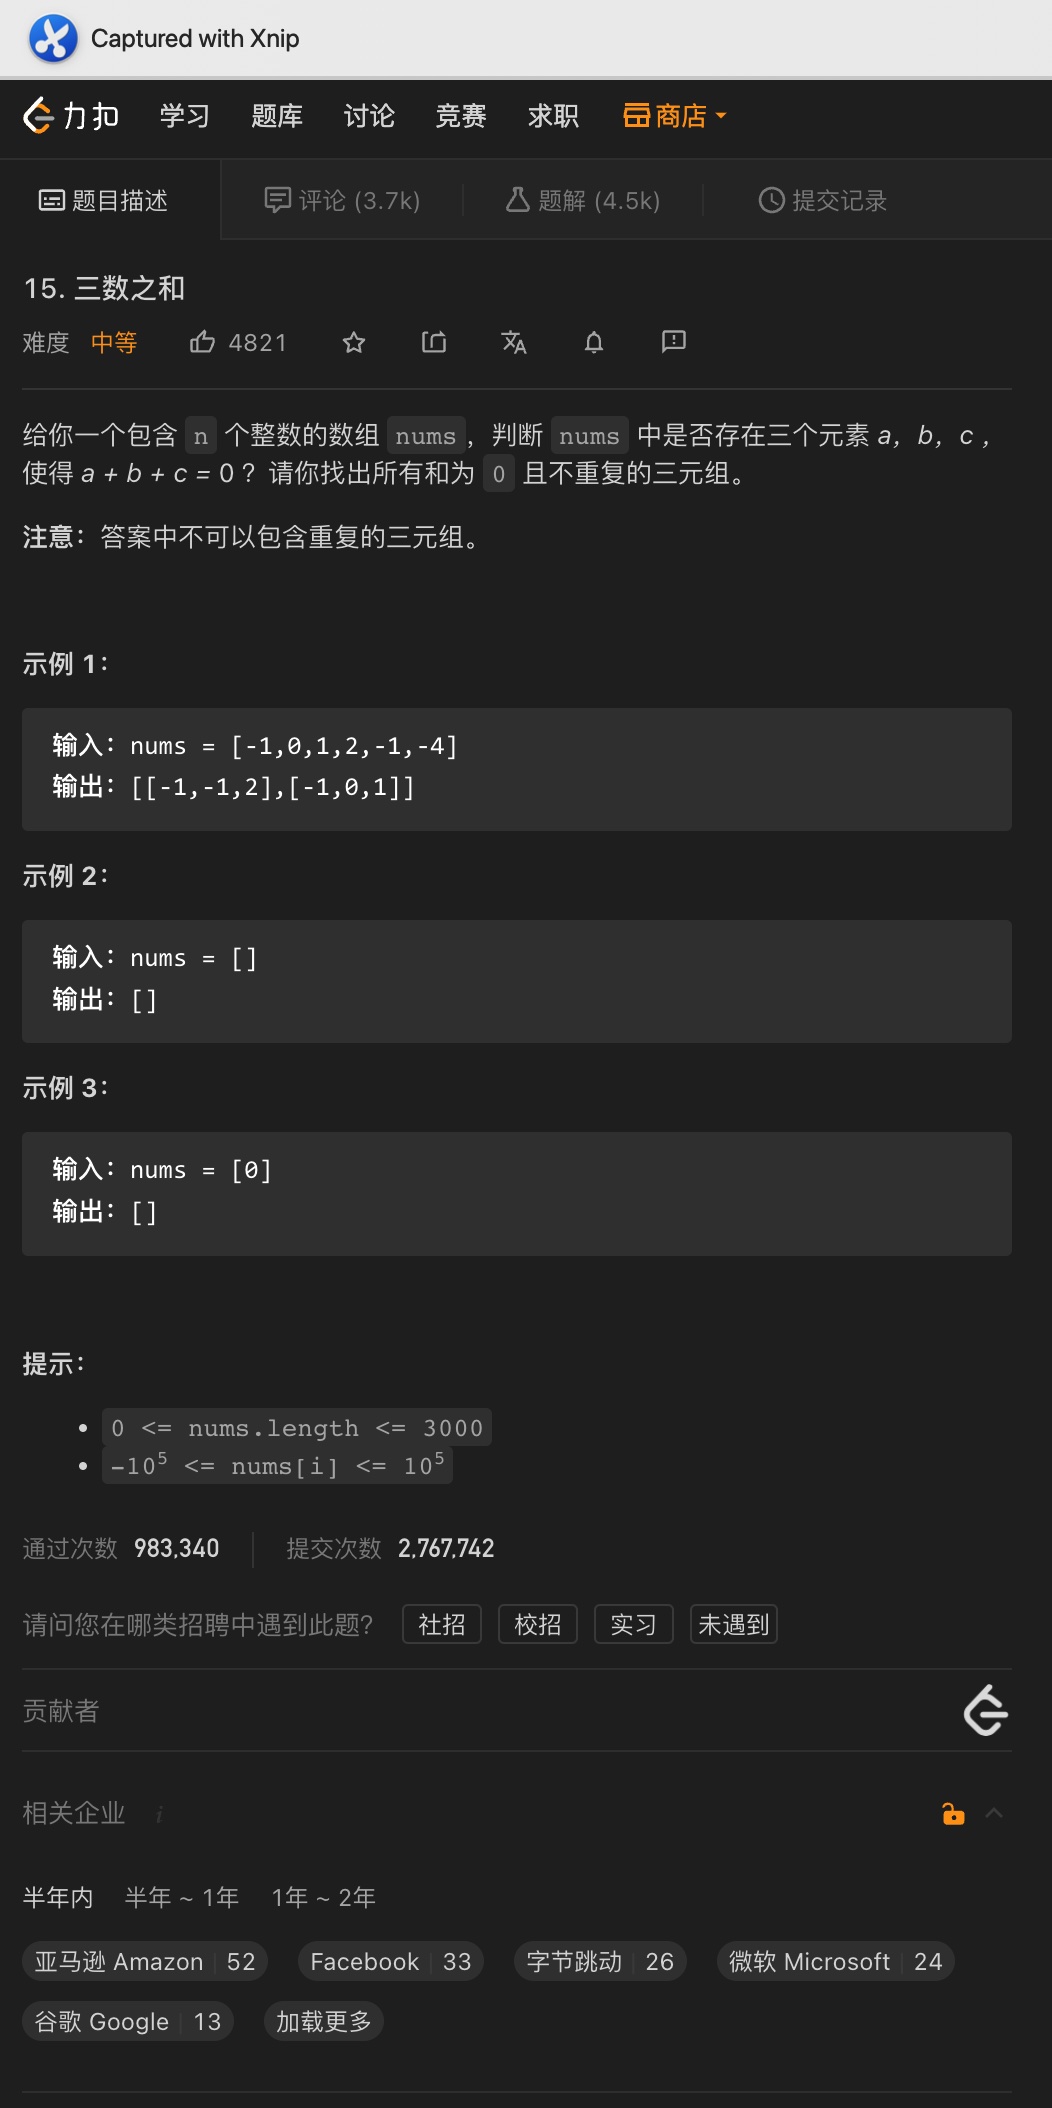 Captured with Xnip
力扣 学习 题库 讨论 竞赛 求职 商店
题目描述 评论 (3.7k) 题解 (4.5k) 提交记录
15. 三数之和
难度 中等 4821
给你一个包含 n 个整数的数组 nums，判断 nums 中是否存在三个元素 a，b，c ，
使得 a + b + c = 0 ？请你找出所有和为 0 且不重复的三元组。
注意：答案中不可以包含重复的三元组。
示例 1：
输入：nums = [-1,0,1,2,-1,-4]
输出：[[-1,-1,2],[-1,0,1]]
示例 2：
输入：nums = []
输出：[]
示例 3：
输入：nums = [0]
输出：[]
提示：
• 0 <= nums.length <= 3000
• -10⁵ <= nums[i] <= 10⁵
通过次数 983,340 提交次数 2,767,742
请问您在哪类招聘中遇到此题? 社招 校招 实习 未遇到
贡献者
相关企业 i
半年内 半年 ~ 1年 1年 ~ 2年
亚马逊 Amazon 52 Facebook 33 字节跳动 26 微软 Microsoft 24
谷歌 Google 13 加载更多